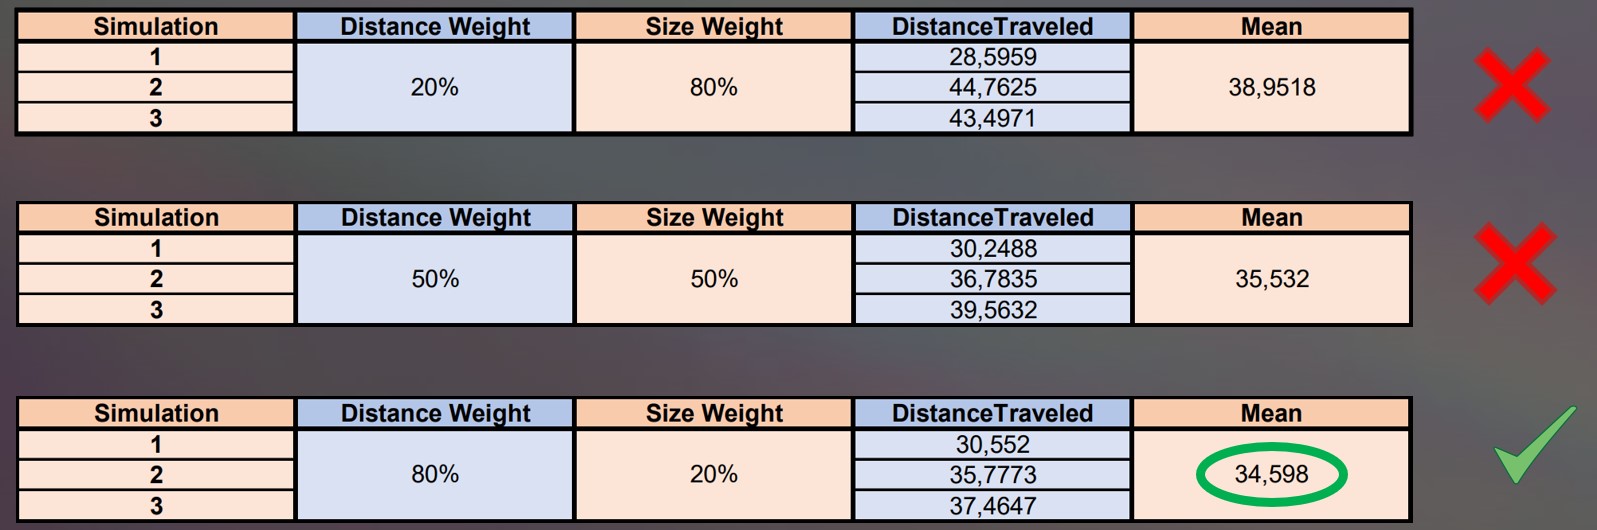 Simulation Distance Weight Size Weight DistanceTraveled Mean
1 28,5959
2 20% 80% 44,7625 38,9518
3 43,4971
Simulation Distance Weight Size Weight DistanceTraveled Mean
1 30,2488
2 50% 50% 36,7835 35,532
3 39,5632
Simulation Distance Weight Size Weight DistanceTraveled Mean
1 30,552
2 80% 20% 35,7773 34,598
3 37,4647